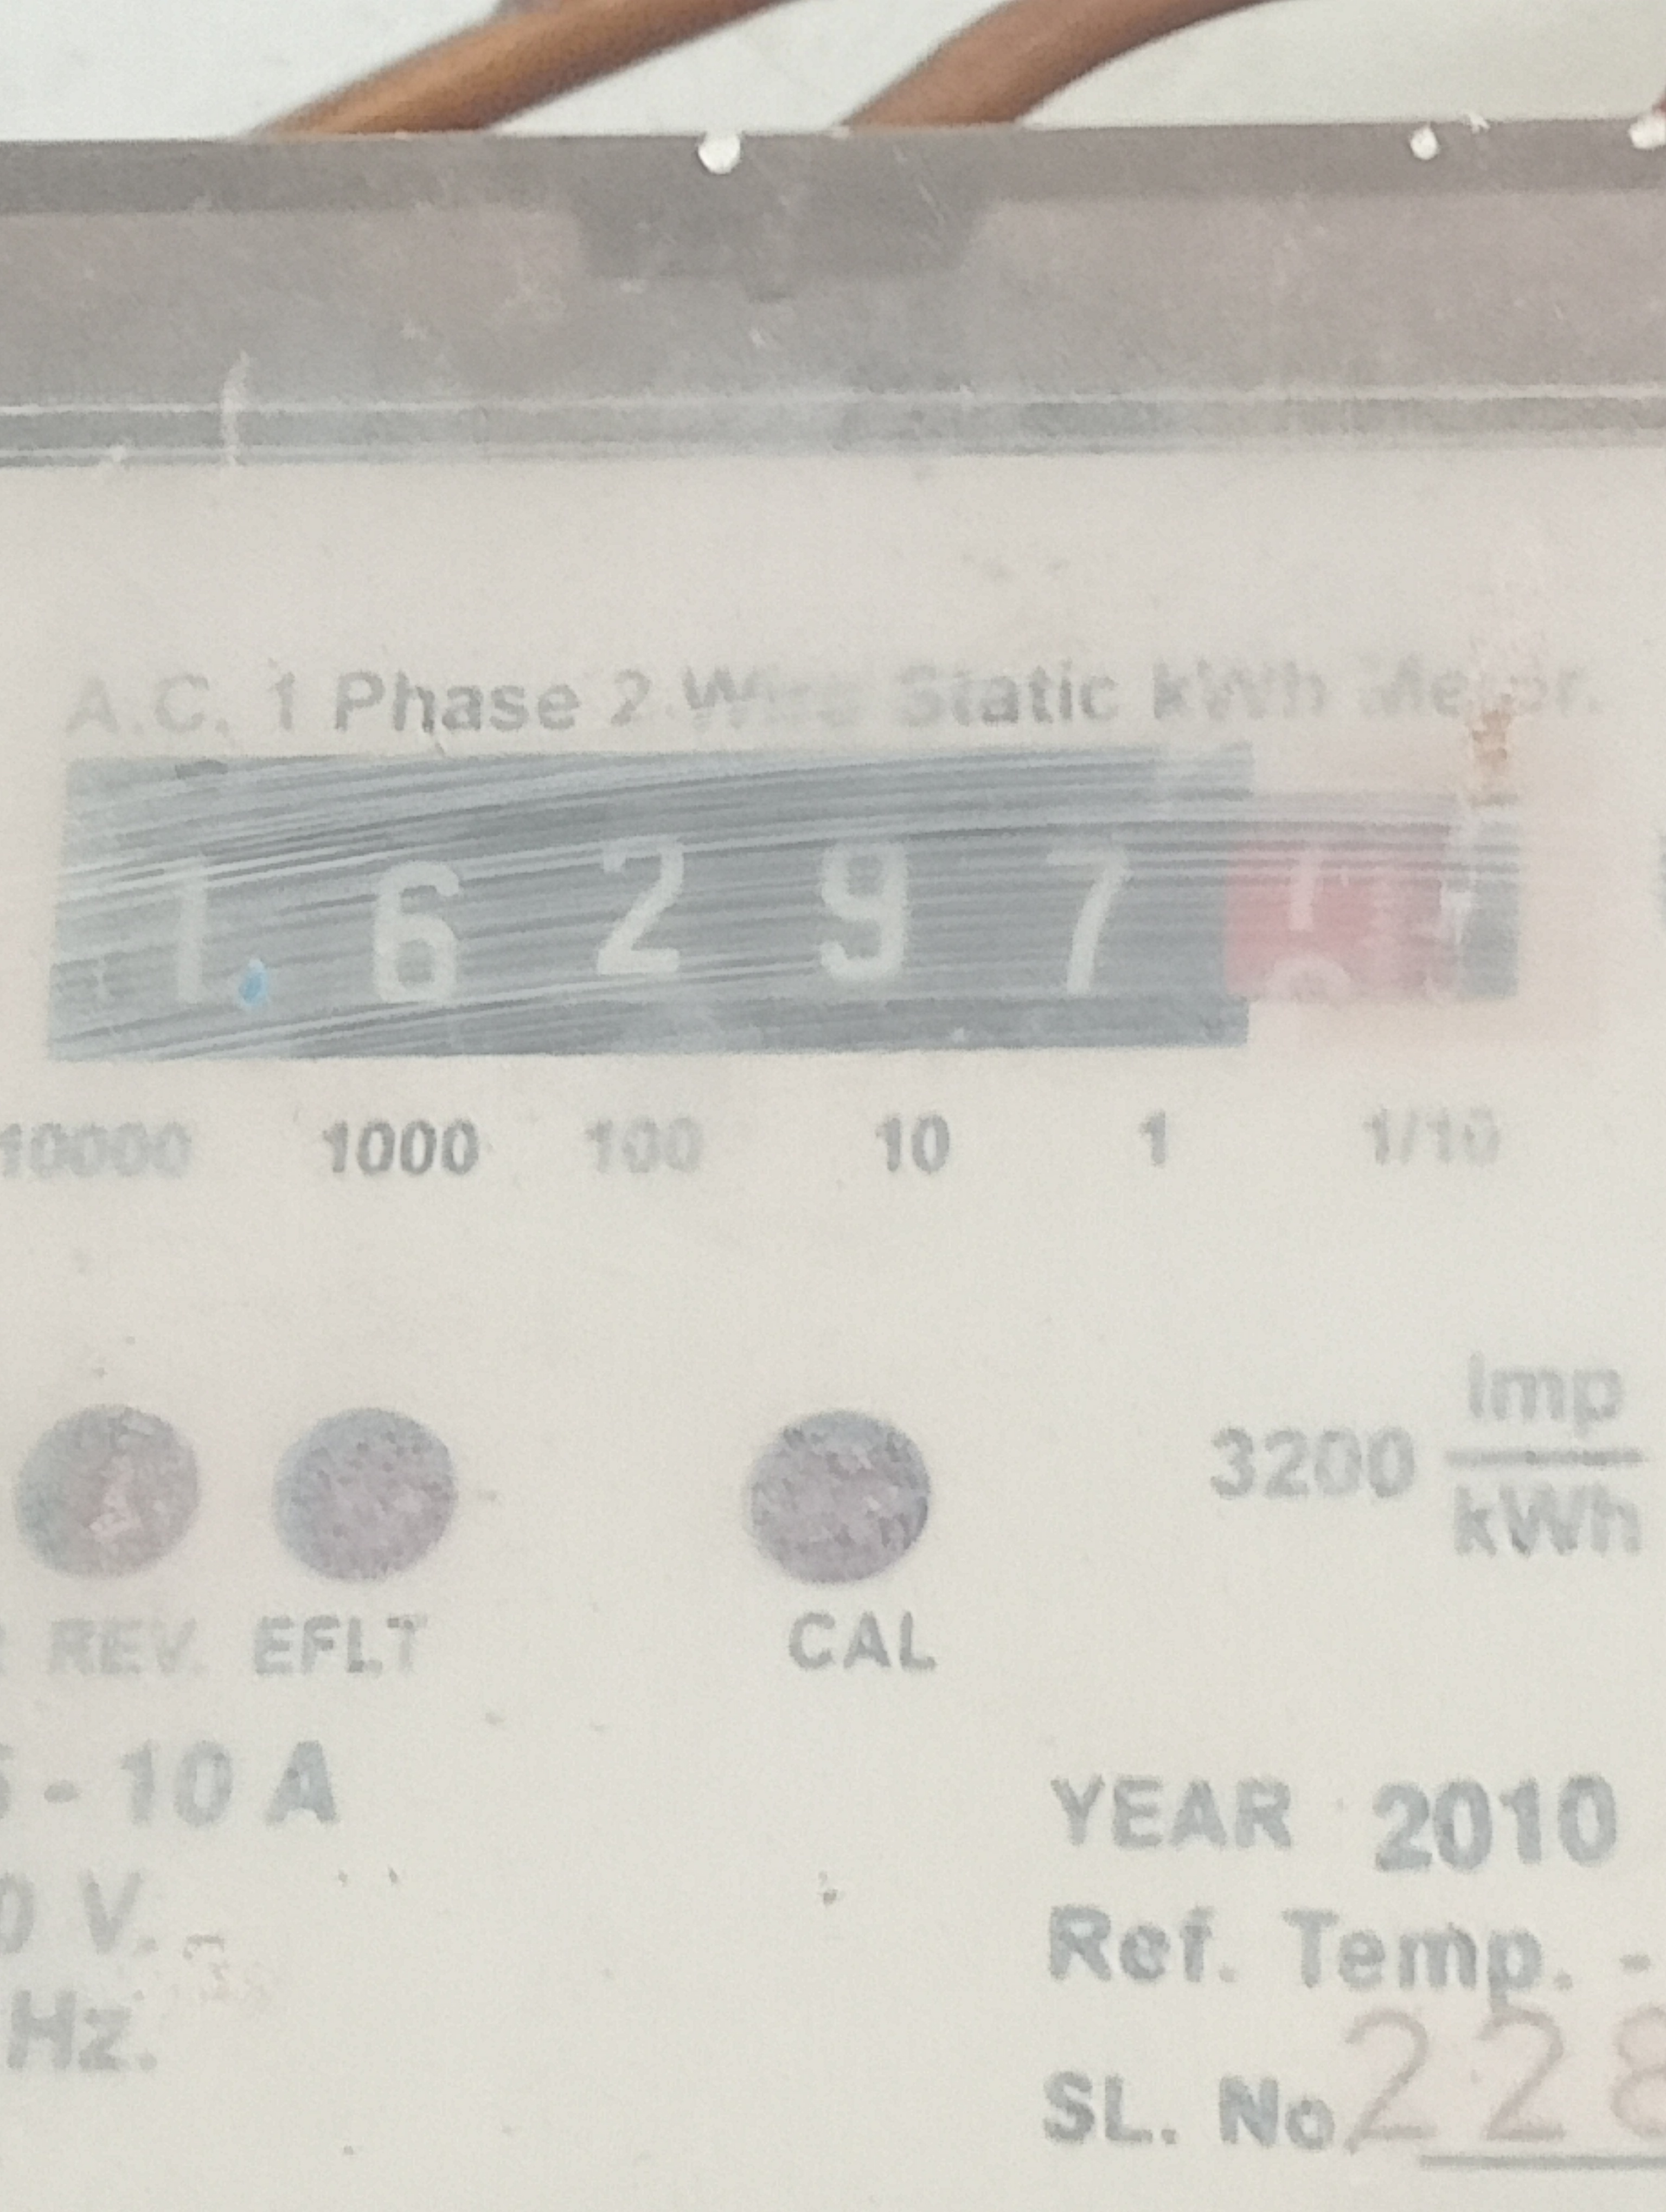 A.C. 1 Phase 2 Wire Static kWh Meter.
1 6 2 9 7
10000 1000 100 10 1 1/10
3200 Imp/kWh
REV. EFLT CAL
- 10 A
YEAR 2010
V.
Ref. Temp. -
Hz.
SL. No. 228